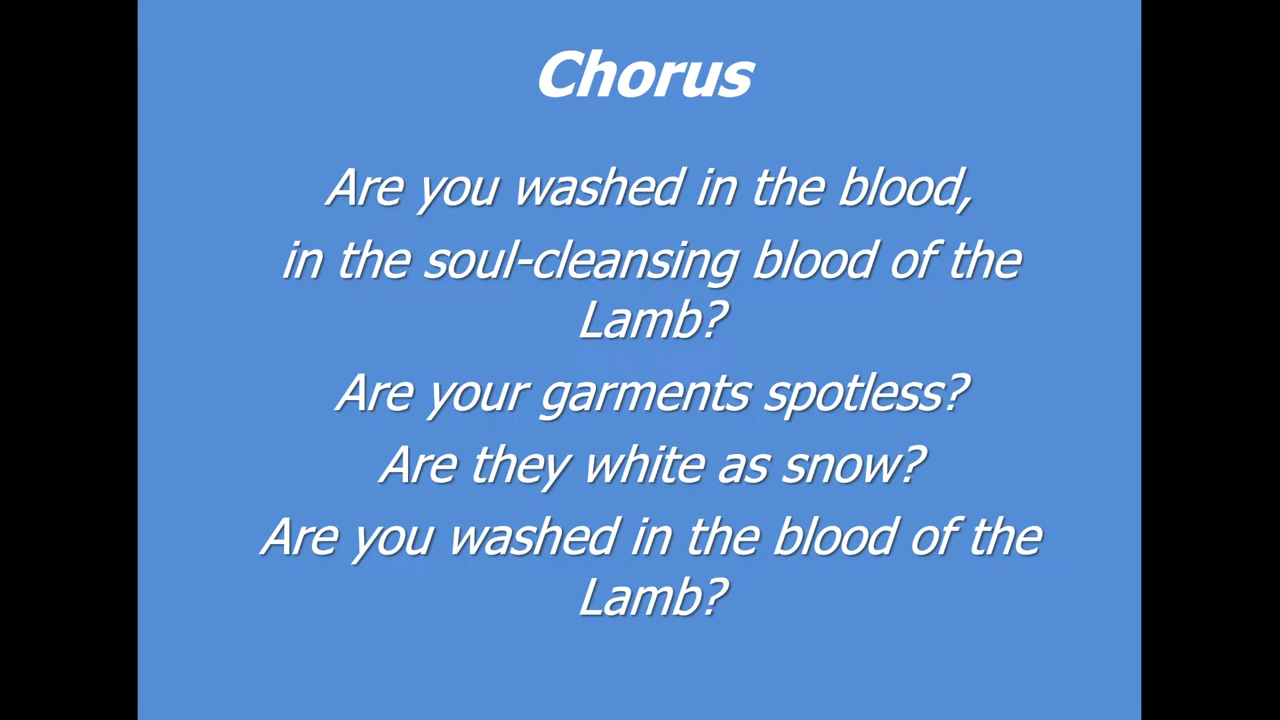 Chorus
Are you washed in the blood,
in the soul-cleansing blood of the
Lamb?
Are your garments spotless?
Are they white as snow?
Are you washed in the blood of the
Lamb?